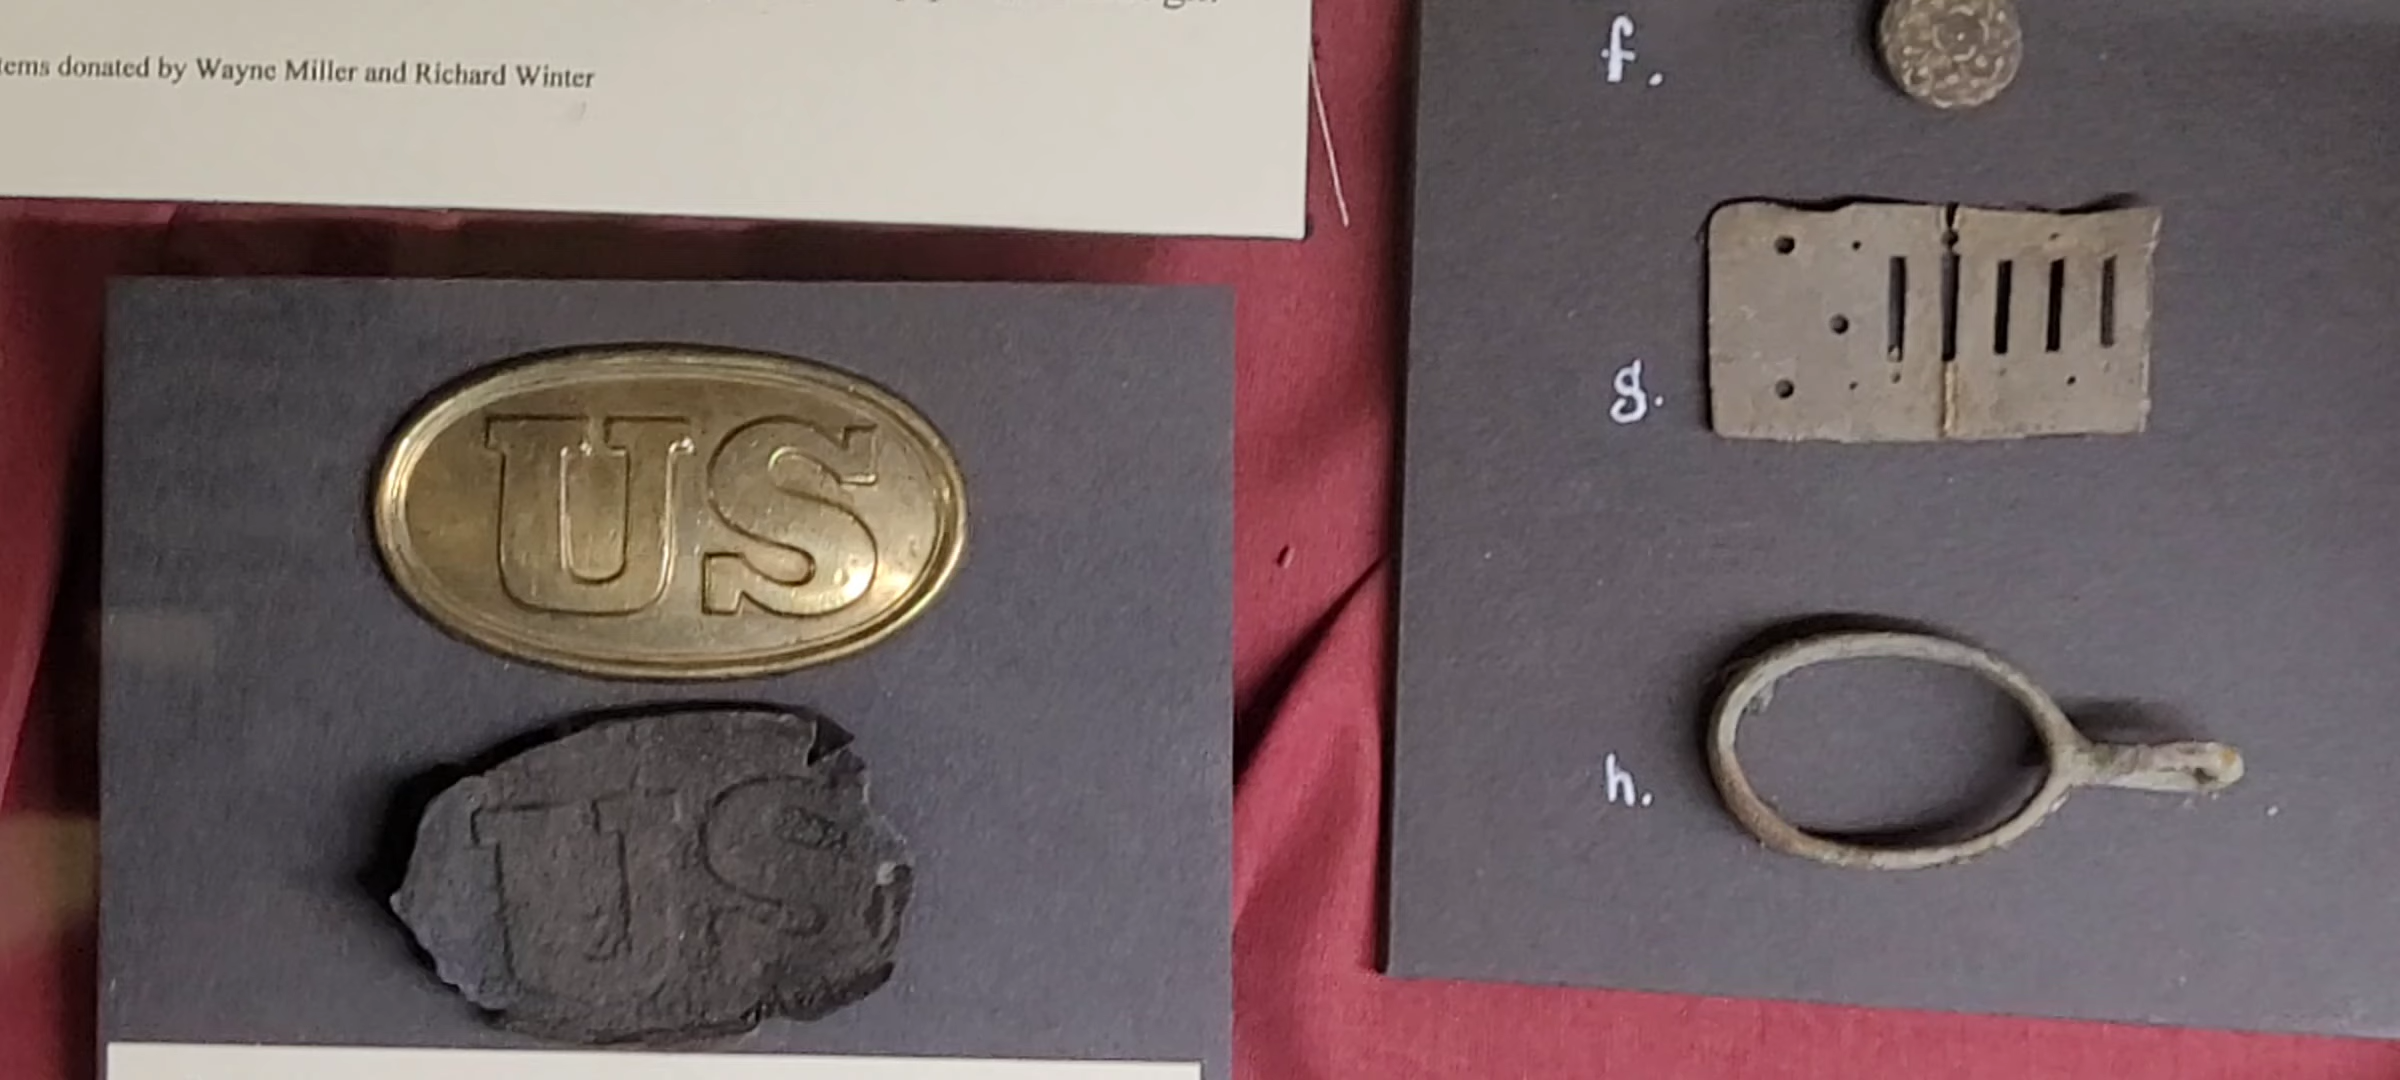 tems donated by Wayne Miller and Richard Winter
f.
g.
US
h.
US